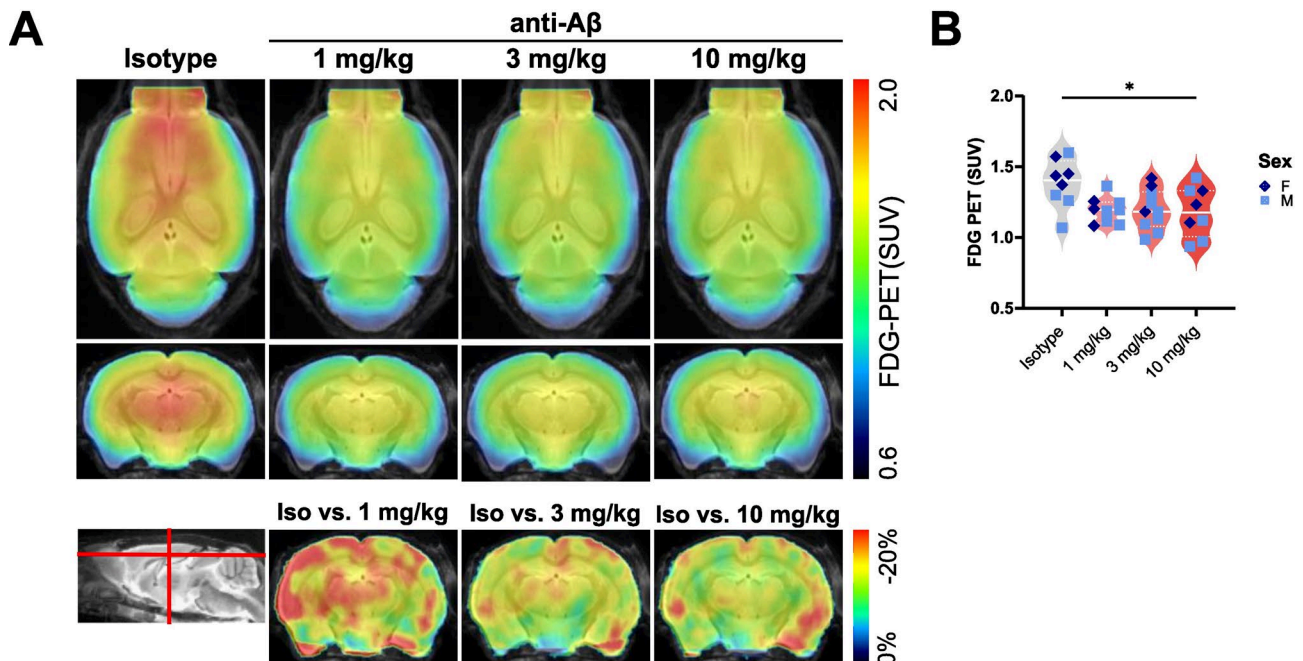 A
anti-Aβ
Isotype
1 mg/kg
3 mg/kg
10 mg/kg
2.0
FDG-PET(SUV)
0.6
Iso vs. 1 mg/kg
Iso vs. 3 mg/kg
Iso vs. 10 mg/kg
-20%
0%
B
*
2.0
1.5
1.0
0.5
FDG PET (SUV)
Isotype
1 mg/kg
3 mg/kg
10 mg/kg
Sex
F
M